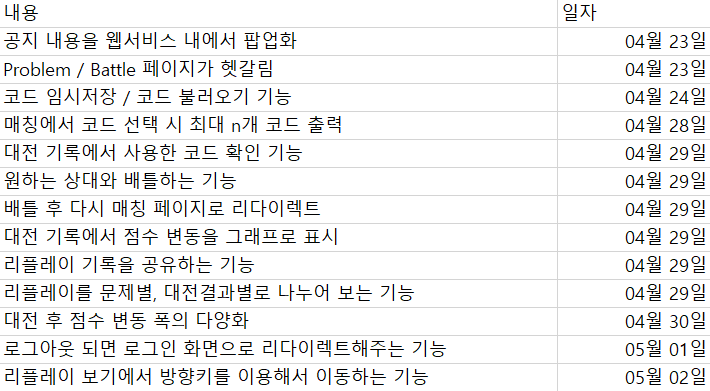 내용 일자
공지 내용을 웹서비스 내에서 팝업화 04월 23일
Problem / Battle 페이지가 헷갈림 04월 23일
코드 임시저장 / 코드 불러오기 기능 04월 24일
매칭에서 코드 선택 시 최대 n개 코드 출력 04월 28일
대전 기록에서 사용한 코드 확인 기능 04월 29일
원하는 상대와 배틀하는 기능 04월 29일
배틀 후 다시 매칭 페이지로 리다이렉트 04월 29일
대전 기록에서 점수 변동을 그래프로 표시 04월 29일
리플레이 기록을 공유하는 기능 04월 29일
리플레이를 문제별, 대전결과별로 나누어 보는 기능 04월 29일
대전 후 점수 변동 폭의 다양화 04월 30일
로그아웃 되면 로그인 화면으로 리다이렉트해주는 기능 05월 01일
리플레이 보기에서 방향키를 이용해서 이동하는 기능 05월 02일